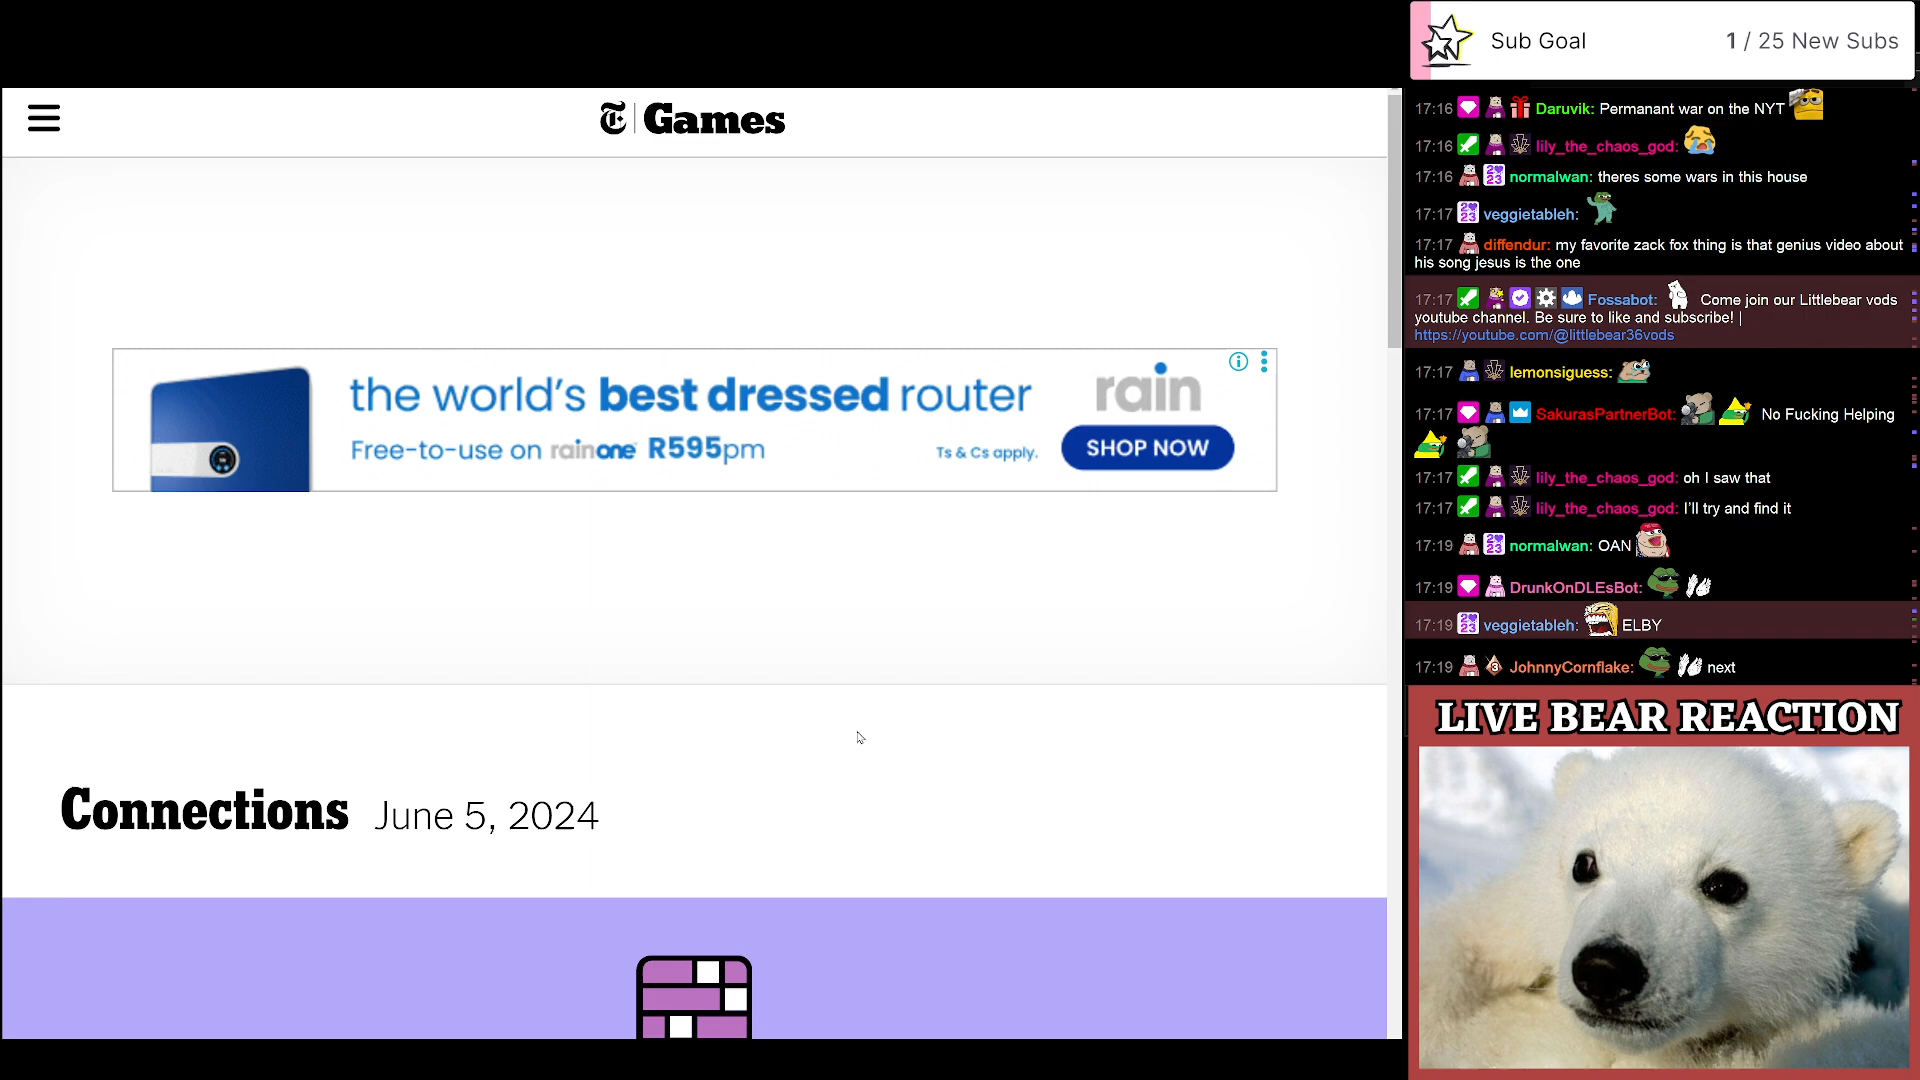 Sub Goal 1 / 25 New Subs
T Games
the world's best dressed router
Free-to-use on rainone R595pm
Ts & Cs apply.
rain
SHOP NOW
Connections June 5, 2024
17:16 Daruvik: Permanant war on the NYT
17:16 lily_the_chaos_god:
17:16 normalwan: theres some wars in this house
17:17 veggietableh:
17:17 diffendur: my favorite zack fox thing is that genius video about
his song jesus is the one
17:17 Fossabot: Come join our Littlebear vods
youtube channel. Be sure to like and subscribe! |
https://youtube.com/@littlebear36vods
17:17 lemonsiguess:
17:17 SakurasPartnerBot: No Fucking Helping
17:17 lily_the_chaos_god: oh I saw that
17:17 lily_the_chaos_god: I'll try and find it
17:19 normalwan: OAN
17:19 DrunkOnDLEsBot:
17:19 veggietableh: ELBY
17:19 JohnnyCornflake: next
LIVE BEAR REACTION